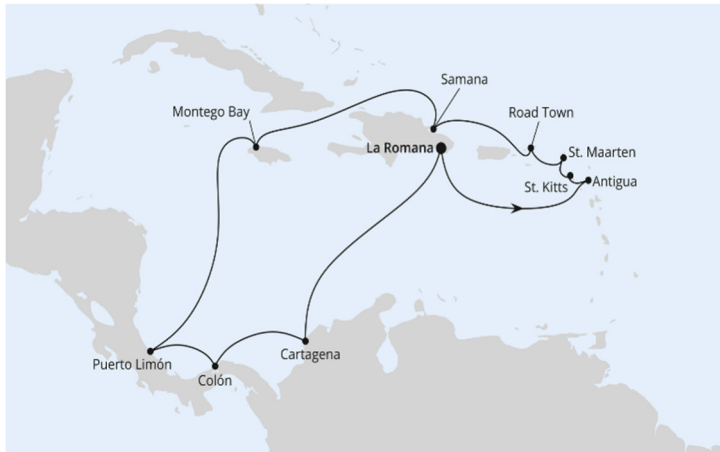 Samana
Montego Bay
Road Town
La Romana
St. Maarten
St. Kitts
Antigua
Puerto Limón
Cartagena
Colón